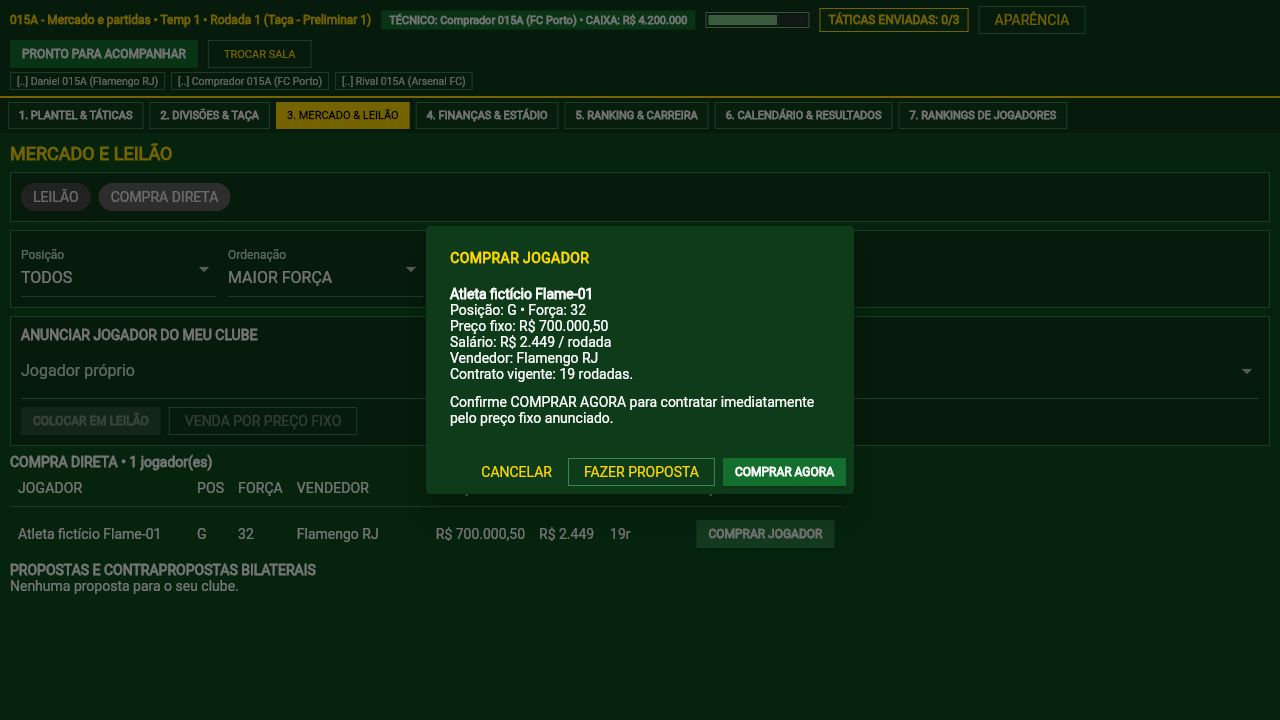 015A - Mercado e partidas • Temp 1 • Rodada 1 (Taça - Preliminar 1)
TÉCNICO: Comprador 015A (FC Porto) • CAIXA: R$ 4.200.000
TÁTICAS ENVIADAS: 0/3
APARÊNCIA
PRONTO PARA ACOMPANHAR
TROCAR SALA
[..] Daniel 015A (Flamengo RJ)
[..] Comprador 015A (FC Porto)
[..] Rival 015A (Arsenal FC)
1. PLANTEL & TÁTICAS
2. DIVISÕES & TAÇA
3. MERCADO & LEILÃO
4. FINANÇAS & ESTÁDIO
5. RANKING & CARREIRA
6. CALENDÁRIO & RESULTADOS
7. RANKINGS DE JOGADORES
MERCADO E LEILÃO
LEILÃO
COMPRA DIRETA
Posição
TODOS
Ordenação
MAIOR FORÇA
ANUNCIAR JOGADOR DO MEU CLUBE
Jogador próprio
COLOCAR EM LEILÃO
VENDA POR PREÇO FIXO
COMPRA DIRETA • 1 jogador(es)
JOGADOR POS FORÇA VENDEDOR
Atleta fictício Flame-01 G 32 Flamengo RJ R$ 700.000,50 R$ 2.449 19r COMPRAR JOGADOR
PROPOSTAS E CONTRAPROPOSTAS BILATERAIS
Nenhuma proposta para o seu clube.
COMPRAR JOGADOR
Atleta fictício Flame-01
Posição: G • Força: 32
Preço fixo: R$ 700.000,50
Salário: R$ 2.449 / rodada
Vendedor: Flamengo RJ
Contrato vigente: 19 rodadas.
Confirme COMPRAR AGORA para contratar imediatamente
pelo preço fixo anunciado.
CANCELAR
FAZER PROPOSTA
COMPRAR AGORA